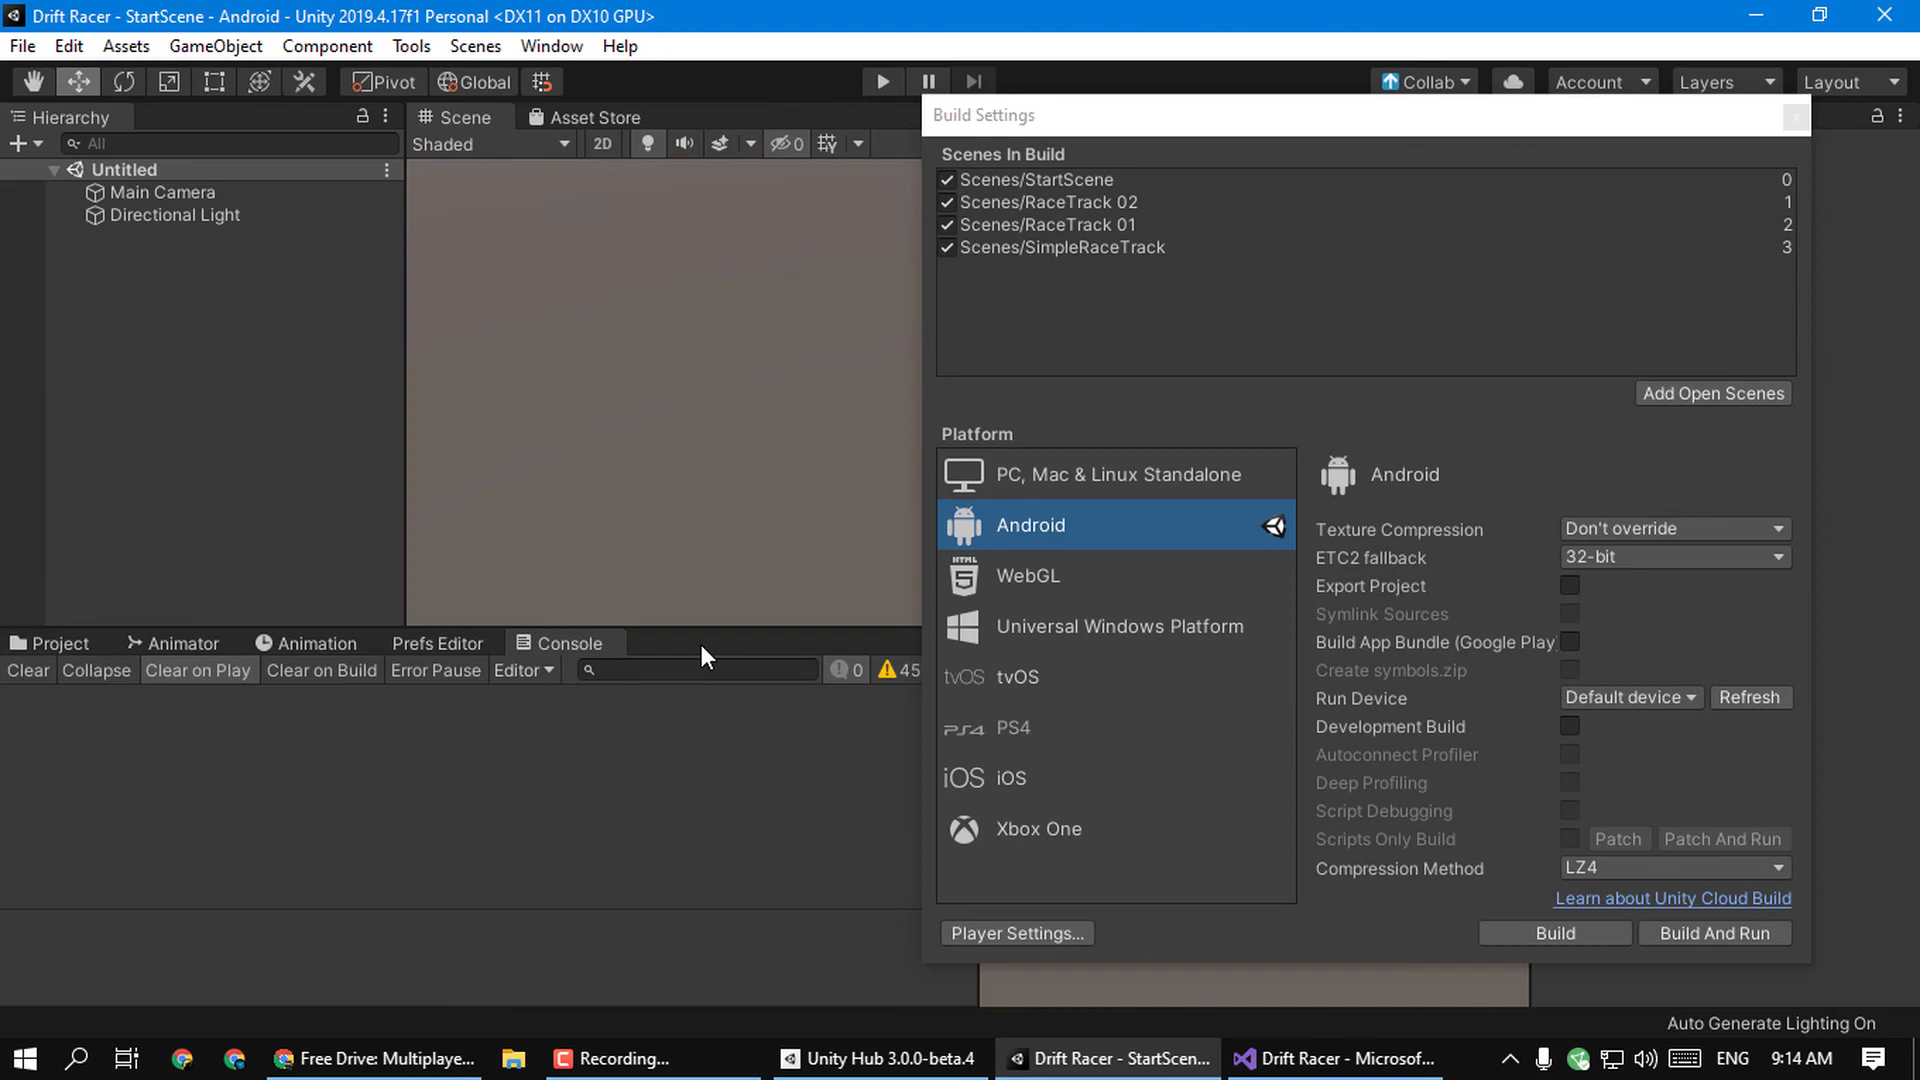 Drift Racer - StartScene - Android - Unity 2019.4.17f1 Personal <DX11 on DX10 GPU>
File Edit Assets GameObject Component Tools Scenes Window Help
Pivot Global Collab Account Layers Layout
Hierarchy Scene Asset Store
All Shaded 2D 0
Untitled
Main Camera
Directional Light
Build Settings
Scenes In Build
Scenes/StartScene 0
Scenes/RaceTrack 02 1
Scenes/RaceTrack 01 2
Scenes/SimpleRaceTrack 3
Add Open Scenes
Platform
PC, Mac & Linux Standalone
Android
HTML 5 WebGL
Universal Windows Platform
tvOS tvOS
PS4 PS4
iOS iOS
Xbox One
Android
Texture Compression Don't override
ETC2 fallback 32-bit
Export Project
Symlink Sources
Build App Bundle (Google Play)
Create symbols.zip
Run Device Default device Refresh
Development Build
Autoconnect Profiler
Deep Profiling
Script Debugging
Scripts Only Build Patch Patch And Run
Compression Method LZ4
Learn about Unity Cloud Build
Player Settings... Build Build And Run
Project Animator Animation Prefs Editor Console
Clear Collapse Clear on Play Clear on Build Error Pause Editor 0 45
Auto Generate Lighting On
Free Drive: Multiplaye... Recording... Unity Hub 3.0.0-beta.4 Drift Racer - StartScen... Drift Racer - Microsof... ENG 9:14 AM